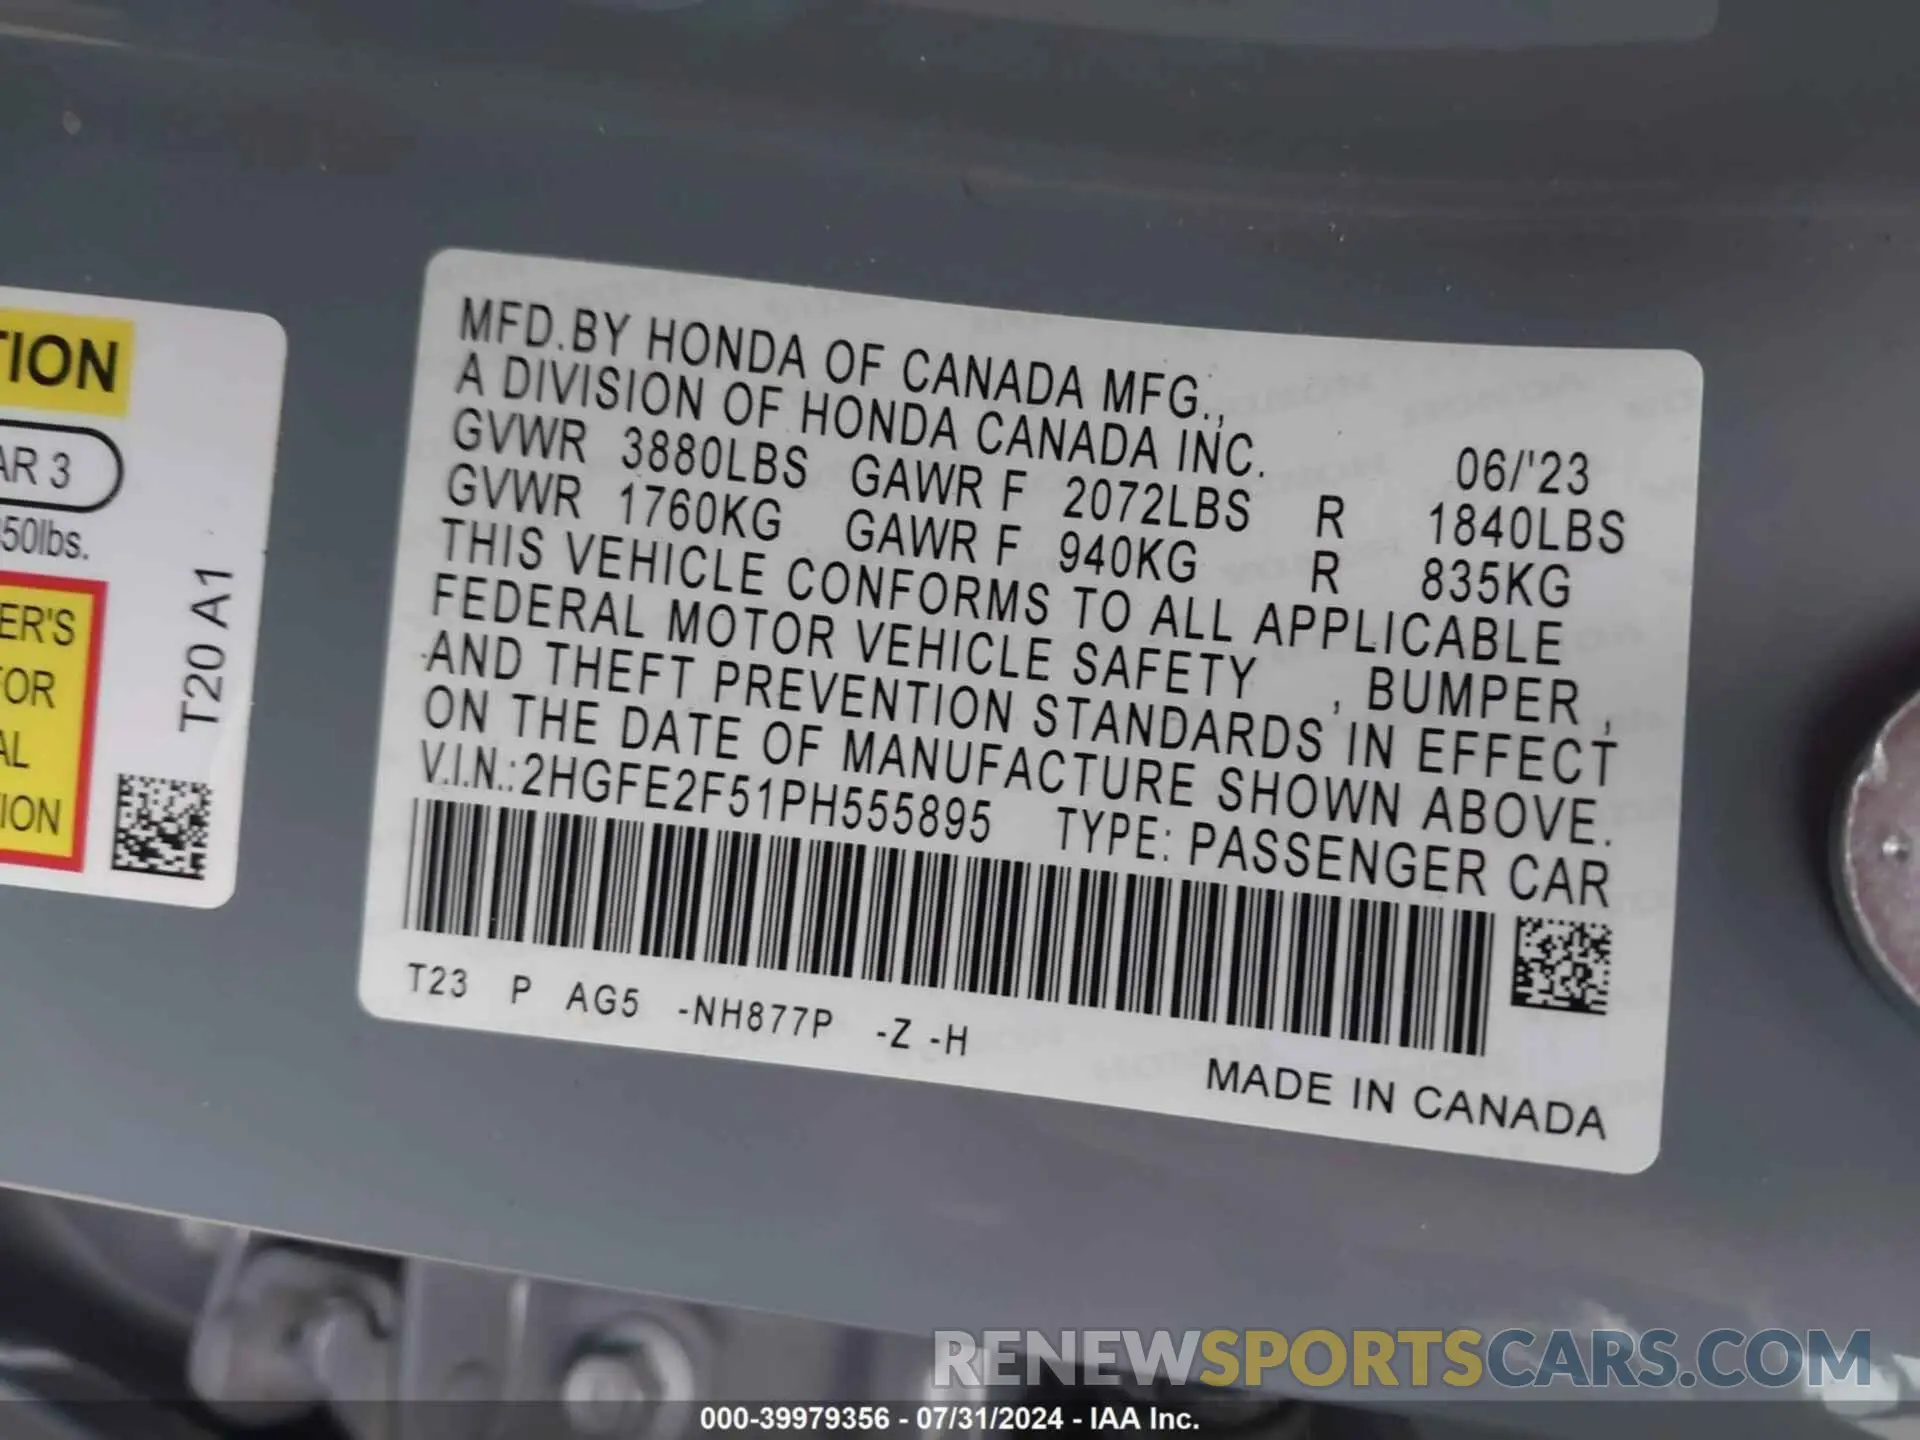 TION
AR 3
50lbs.
ER'S
FOR
AL
ION
T20 A1
MFD.BY HONDA OF CANADA MFG.,
A DIVISION OF HONDA CANADA INC. 06/'23
GVWR 3880LBS GAWR F 2072LBS R 1840LBS
GVWR 1760KG GAWR F 940KG R 835KG
THIS VEHICLE CONFORMS TO ALL APPLICABLE
FEDERAL MOTOR VEHICLE SAFETY , BUMPER ,
AND THEFT PREVENTION STANDARDS IN EFFECT
ON THE DATE OF MANUFACTURE SHOWN ABOVE.
V.I.N.:2HGFE2F51PH555895 TYPE: PASSENGER CAR
T23 P AG5 -NH877P -Z -H
MADE IN CANADA
RENEWSPORTSCARS.COM
000-39979356 - 07/31/2024 - IAA Inc.